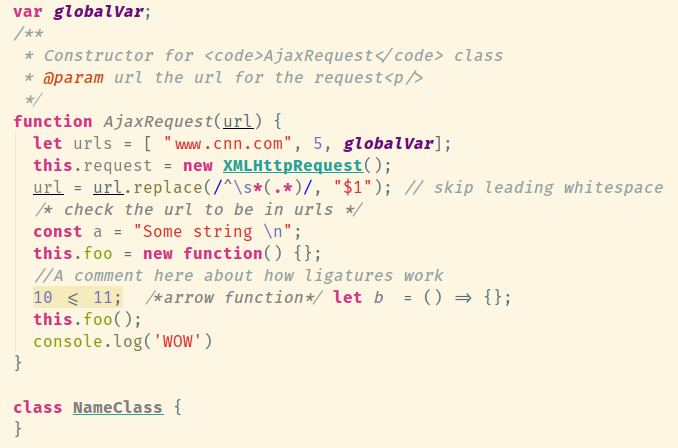 var globalVar;
/**
 * Constructor for <code>AjaxRequest</code> class
 * @param url the url for the request<p/>
 */
function AjaxRequest(url) {
  let urls = [ "www.cnn.com", 5, globalVar];
  this.request = new XMLHttpRequest();
  url = url.replace(/^\s*(.*)/, "$1"); // skip leading whitespace
  /* check the url to be in urls */
  const a = "Some string \n";
  this.foo = new function() {};
  //A comment here about how ligatures work
  10 <= 11;  /*arrow function*/ let b  = () => {};
  this.foo();
  console.log('WOW')
}

class NameClass {
}